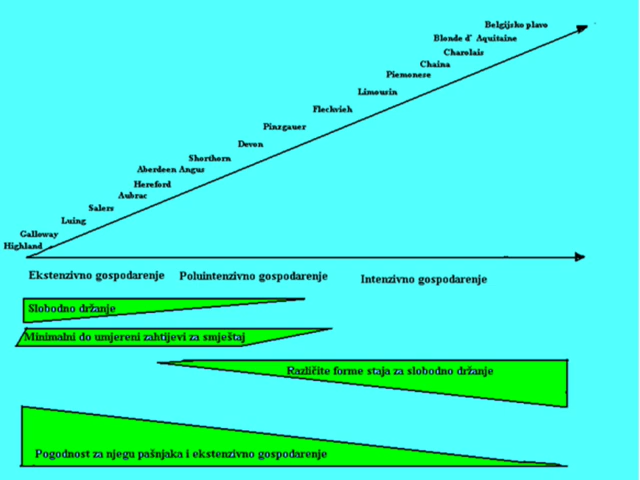 Belgijsko plavo
Blonde d' Aquitaine
Charolais
Chaina
Piemonese
Limousin
Fleckvieh
Pinzgauer
Devon
Shorthorn
Aberdeen Angus
Hereford
Aubrac
Salers
Luing
Galloway
Highland
Ekstenzivno gospodarenje Poluintenzivno gospodarenje Intenzivno gospodarenje
Slobodno držanje
Minimalni do umjereni zahtijevi za smještaj
Različite forme staja za slobodno držanje
Pogodnost za njegu pašnjaka i ekstenzivno gospodarenje